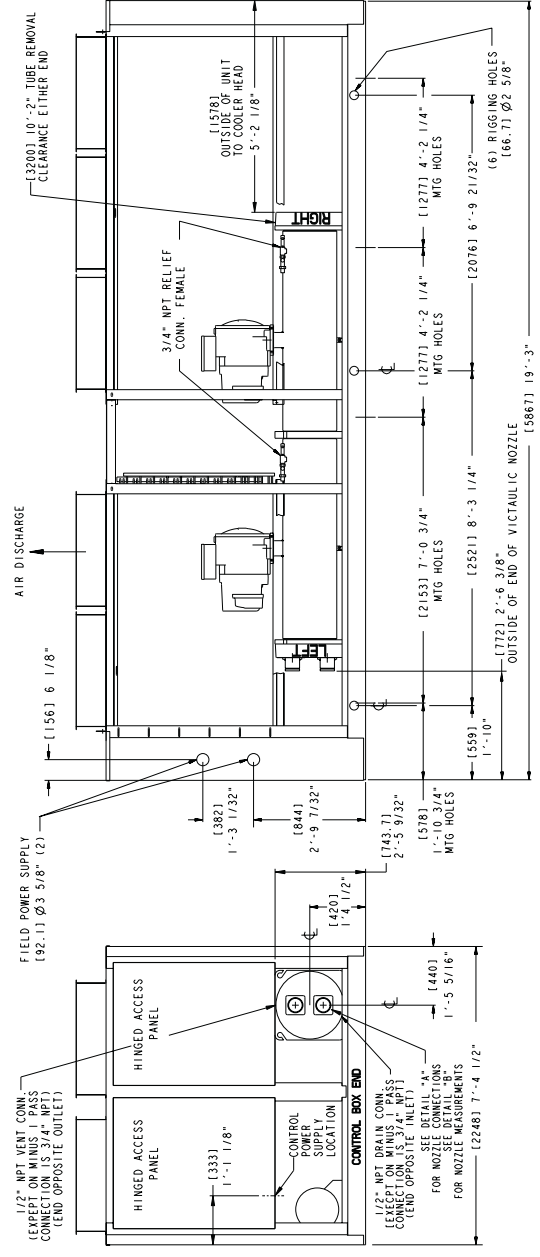 1/2" NPT VENT CONN.
(EXPEPT ON MINUS 1 PASS
CONNECTION IS 3/4" NPT)
(END OPPOSITE OUTLET)
HINGED ACCESS
PANEL
HINGED ACCESS
PANEL
[333]
1'-1 1/8"
CONTROL
POWER
SUPPLY
LOCATION
CONTROL BOX END
1/2" NPT DRAIN CONN.
(EXECPT ON MINUS 1 PASS
CONNECTION IS 3/4" NPT]
(END OPPOSITE INLET)
SEE DETAIL "A"
FOR NOZZLE CONNECTIONS
SEE DETAIL "B"
FOR NOZZLE MEASUREMENTS
[440]
1'-5 5/16"
[2248] 7'-4 1/2"
[420]
1'4 1/2"
[743.7]
2'-5 9/32"
FIELD POWER SUPPLY
[92.1] Ø3 5/8" (2)
[156] 6 1/8"
AIR DISCHARGE
[382]
1'-3 1/32"
[844]
2'-9 7/32"
3/4" NPT RELIEF
CONN. FEMALE
[3200] 10'-2" TUBE REMOVAL
CLEARANCE EITHER END
[1578]
OUTSIDE OF UNIT
TO COOLER HEAD
5'-2 1/8"
LEFT
RIGHT
[578]
1'-10 3/4"
MTG HOLES
[559]
1'-10"
[2153] 7'-0 3/4"
MTG HOLES
[1277] 4'-2 1/4"
MTG HOLES
[1277] 4'-2 1/4"
MTG HOLES
(6) RIGGING HOLES
[66.7] Ø2 5/8"
[2521] 8'-3 1/4"
[2076] 6'-9 21/32"
[772] 2'-6 3/8"
OUTSIDE OF END OF VICTAULIC NOZZLE
[5867] 19'-3"